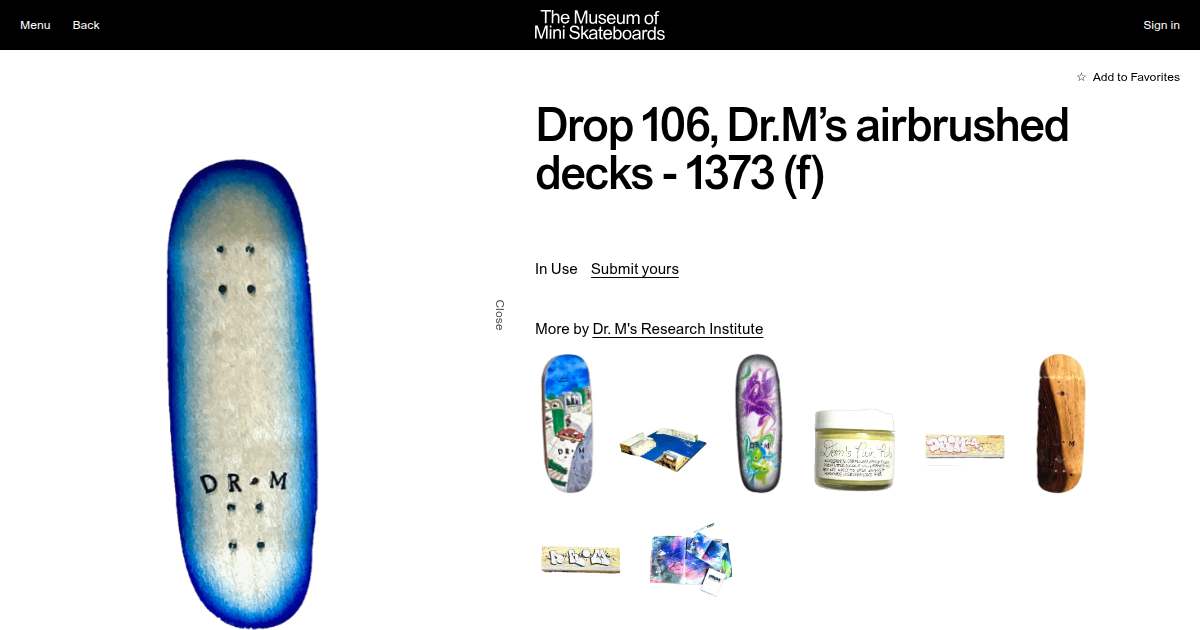 Menu
Back
The Museum of
Mini Skateboards
Sign in
☆ Add to Favorites
Drop 106, Dr.M’s airbrushed
decks - 1373 (f)
In Use
Submit yours
Close
More by Dr. M's Research Institute
DR•M